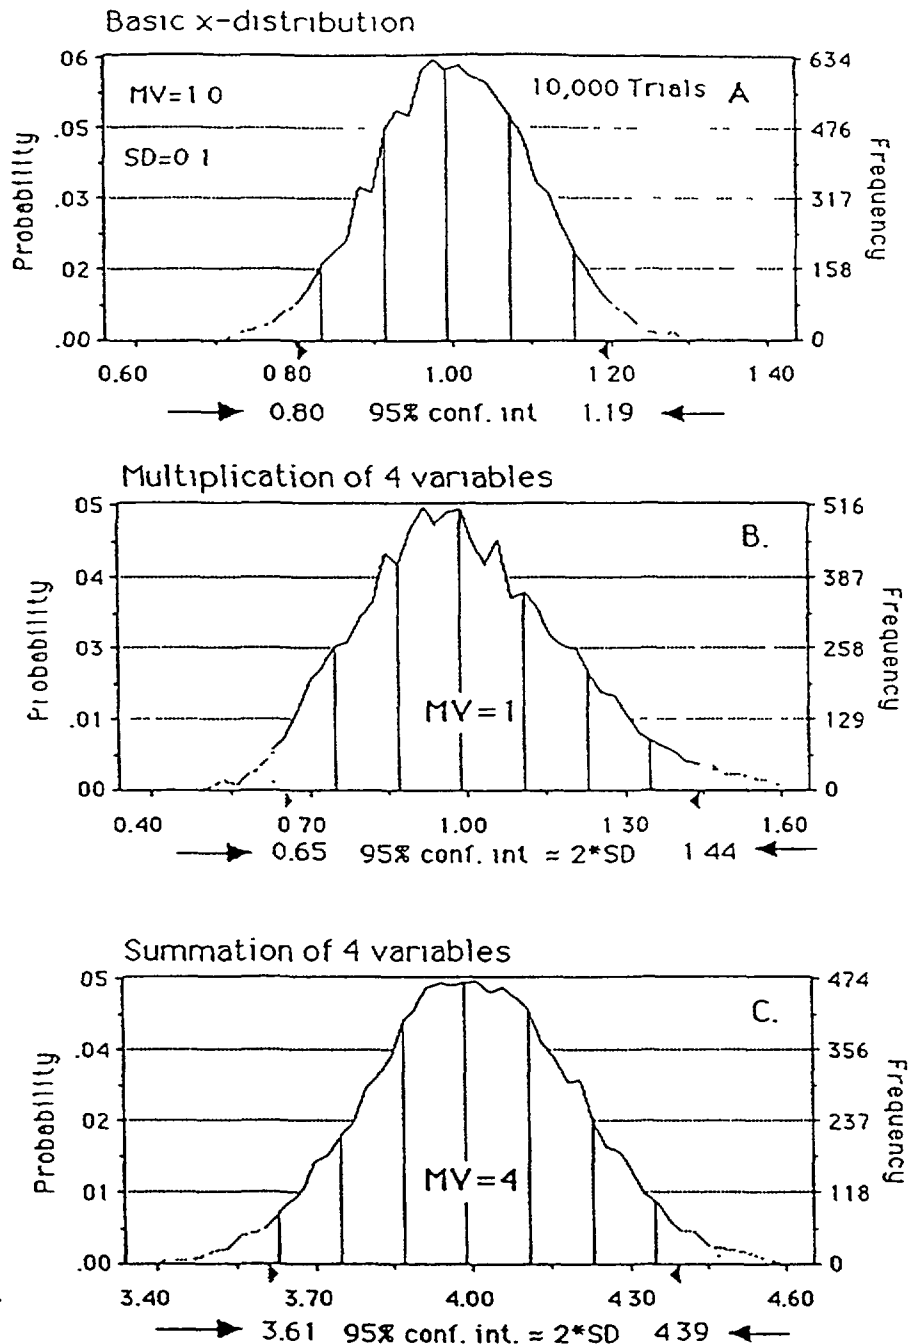 Basic x-distribution
06 634
MV=1 0 10,000 Trials A
.05 476
SD=0 1
.03 317
02 158
.00 0
Probability
Frequency
0.60 0 80 1.00 1 20 1 40
0.80 95% conf. int 1.19
Multiplication of 4 variables
05 516
B.
04 387
03 258
MV=1
.01 129
00 0
Probability
Frequency
0.40 0 70 1.00 1 30 1.60
0.65 95% conf. int ≈ 2*SD 1 44
Summation of 4 variables
05 474
C.
.04 356
02 237
MV=4
01 118
.00 0
Probability
Frequency
3.40 3.70 4.00 4 30 4.60
3.61 95% conf. int. ≈ 2*SD 4 39